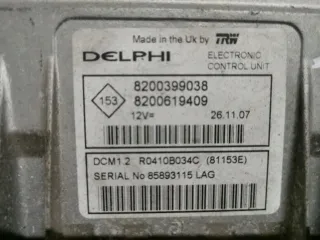 Made in the Uk by TRW
DELPHI ELECTRONIC CONTROL UNIT
153
8200399038
8200619409
12V= 26.11.07
DCM1.2 R0410B034C (81153E)
SERIAL No 85893115 LAG